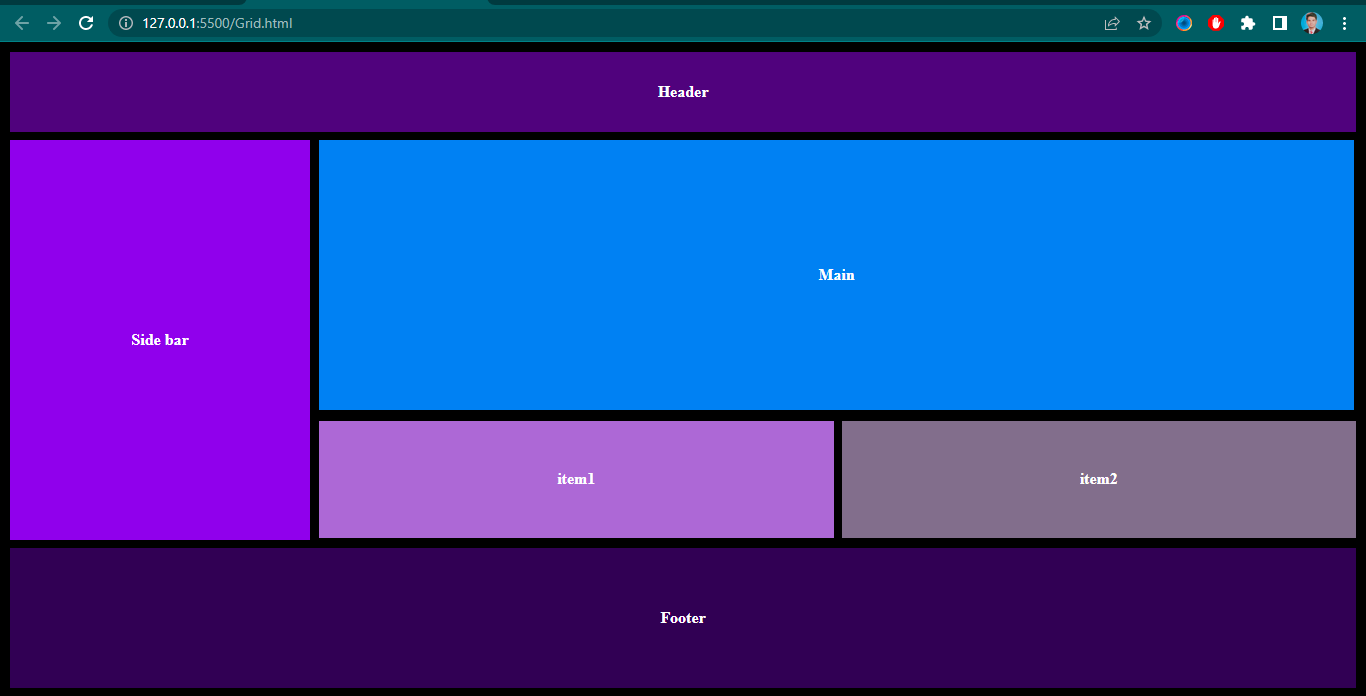 127.0.0.1:5500/Grid.html
Header
Main
Side bar
item1
item2
Footer